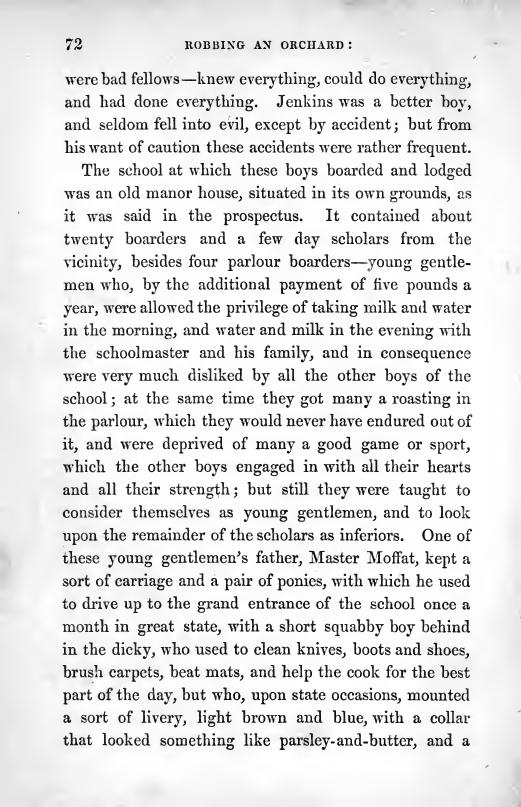 72 ROBBING AN ORCHARD:
were bad fellows—knew everything, could do everything,
and had done everything. Jenkins was a better boy,
and seldom fell into evil, except by accident; but from
his want of caution these accidents were rather frequent.
The school at which these boys boarded and lodged
was an old manor house, situated in its own grounds, as
it was said in the prospectus. It contained about
twenty boarders and a few day scholars from the
vicinity, besides four parlour boarders—young gentle-
men who, by the additional payment of five pounds a
year, were allowed the privilege of taking milk and water
in the morning, and water and milk in the evening with
the schoolmaster and his family, and in consequence
were very much disliked by all the other boys of the
school; at the same time they got many a roasting in
the parlour, which they would never have endured out of
it, and were deprived of many a good game or sport,
which the other boys engaged in with all their hearts
and all their strength; but still they were taught to
consider themselves as young gentlemen, and to look
upon the remainder of the scholars as inferiors. One of
these young gentlemen's father, Master Moffat, kept a
sort of carriage and a pair of ponies, with which he used
to drive up to the grand entrance of the school once a
month in great state, with a short squabby boy behind
in the dicky, who used to clean knives, boots and shoes,
brush carpets, beat mats, and help the cook for the best
part of the day, but who, upon state occasions, mounted
a sort of livery, light brown and blue, with a collar
that looked something like parsley-and-butter, and a